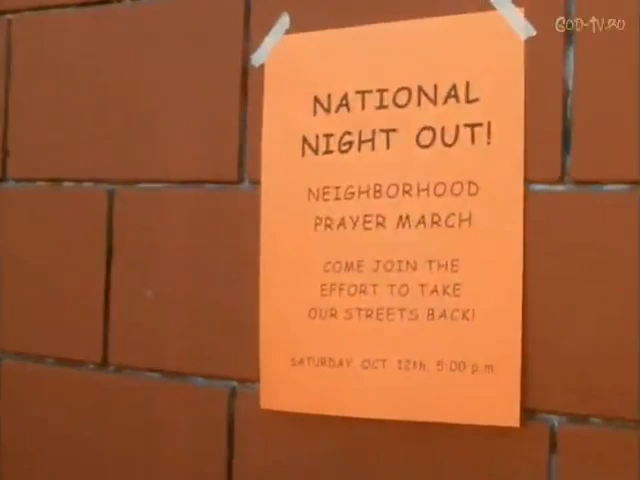 GOD-TV.RU
NATIONAL
NIGHT OUT!
NEIGHBORHOOD
PRAYER MARCH
COME JOIN THE
EFFORT TO TAKE
OUR STREETS BACK!
SATURDAY OCT 12th, 5:00 p.m